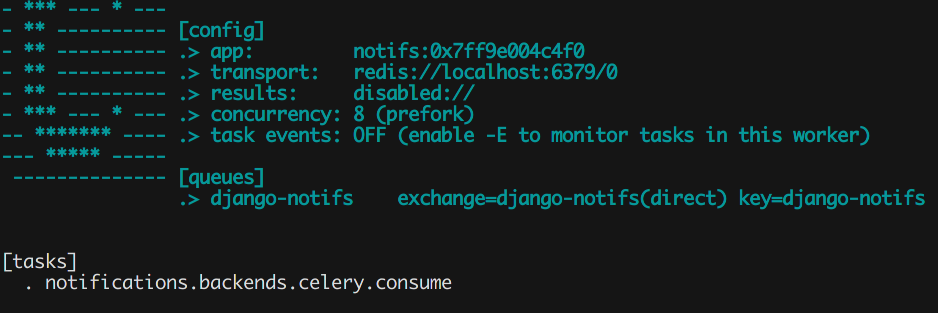 - *** --- * ---
- ** ---------- [config]
- ** ---------- .> app:         notifs:0x7ff9e004c4f0
- ** ---------- .> transport:   redis://localhost:6379/0
- ** ---------- .> results:     disabled://
- *** --- * --- .> concurrency: 8 (prefork)
-- ******* ---- .> task events: OFF (enable -E to monitor tasks in this worker)
--- ***** -----
 -------------- [queues]
                .> django-notifs    exchange=django-notifs(direct) key=django-notifs
[tasks]
  . notifications.backends.celery.consume